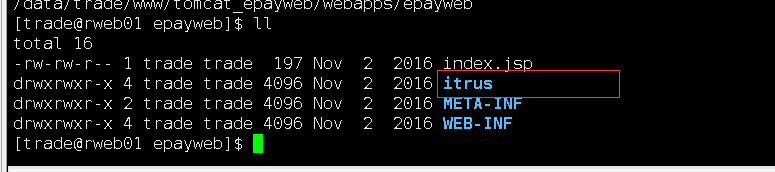 /data/trade/www/tomcat_epayweb/webapps/epayweb
[trade@rweb01 epayweb]$ ll
total 16
-rw-rw-r-- 1 trade trade  197 Nov  2  2016 index.jsp
drwxrwxr-x 4 trade trade 4096 Nov  2  2016 itrus
drwxrwxr-x 2 trade trade 4096 Nov  2  2016 META-INF
drwxrwxr-x 4 trade trade 4096 Nov  2  2016 WEB-INF
[trade@rweb01 epayweb]$